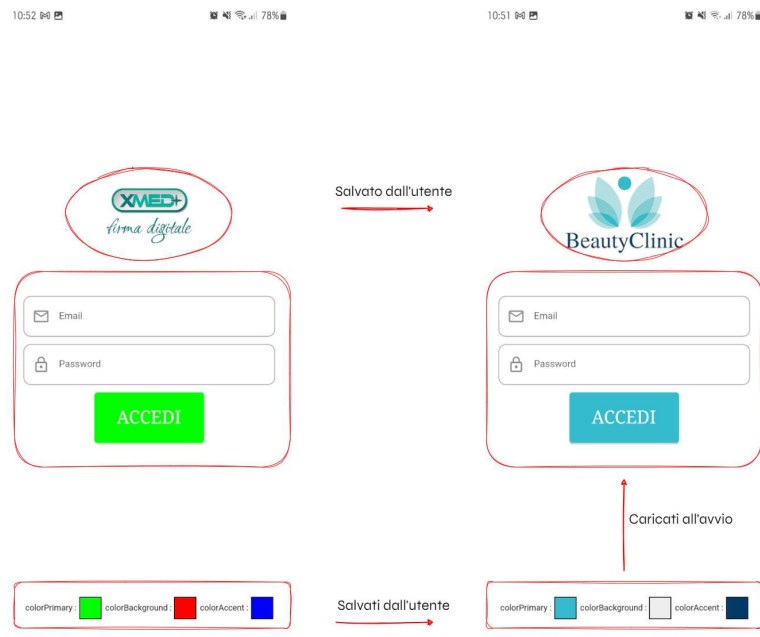 10:52
78%
10:51
78%
XMED+
firma digitale
Salvato dall'utente
BeautyClinic
Email
Password
ACCEDI
Email
Password
ACCEDI
Caricati all'avvio
colorPrimary :
colorBackground :
colorAccent :
Salvati dall'utente
colorPrimary :
colorBackground :
colorAccent :